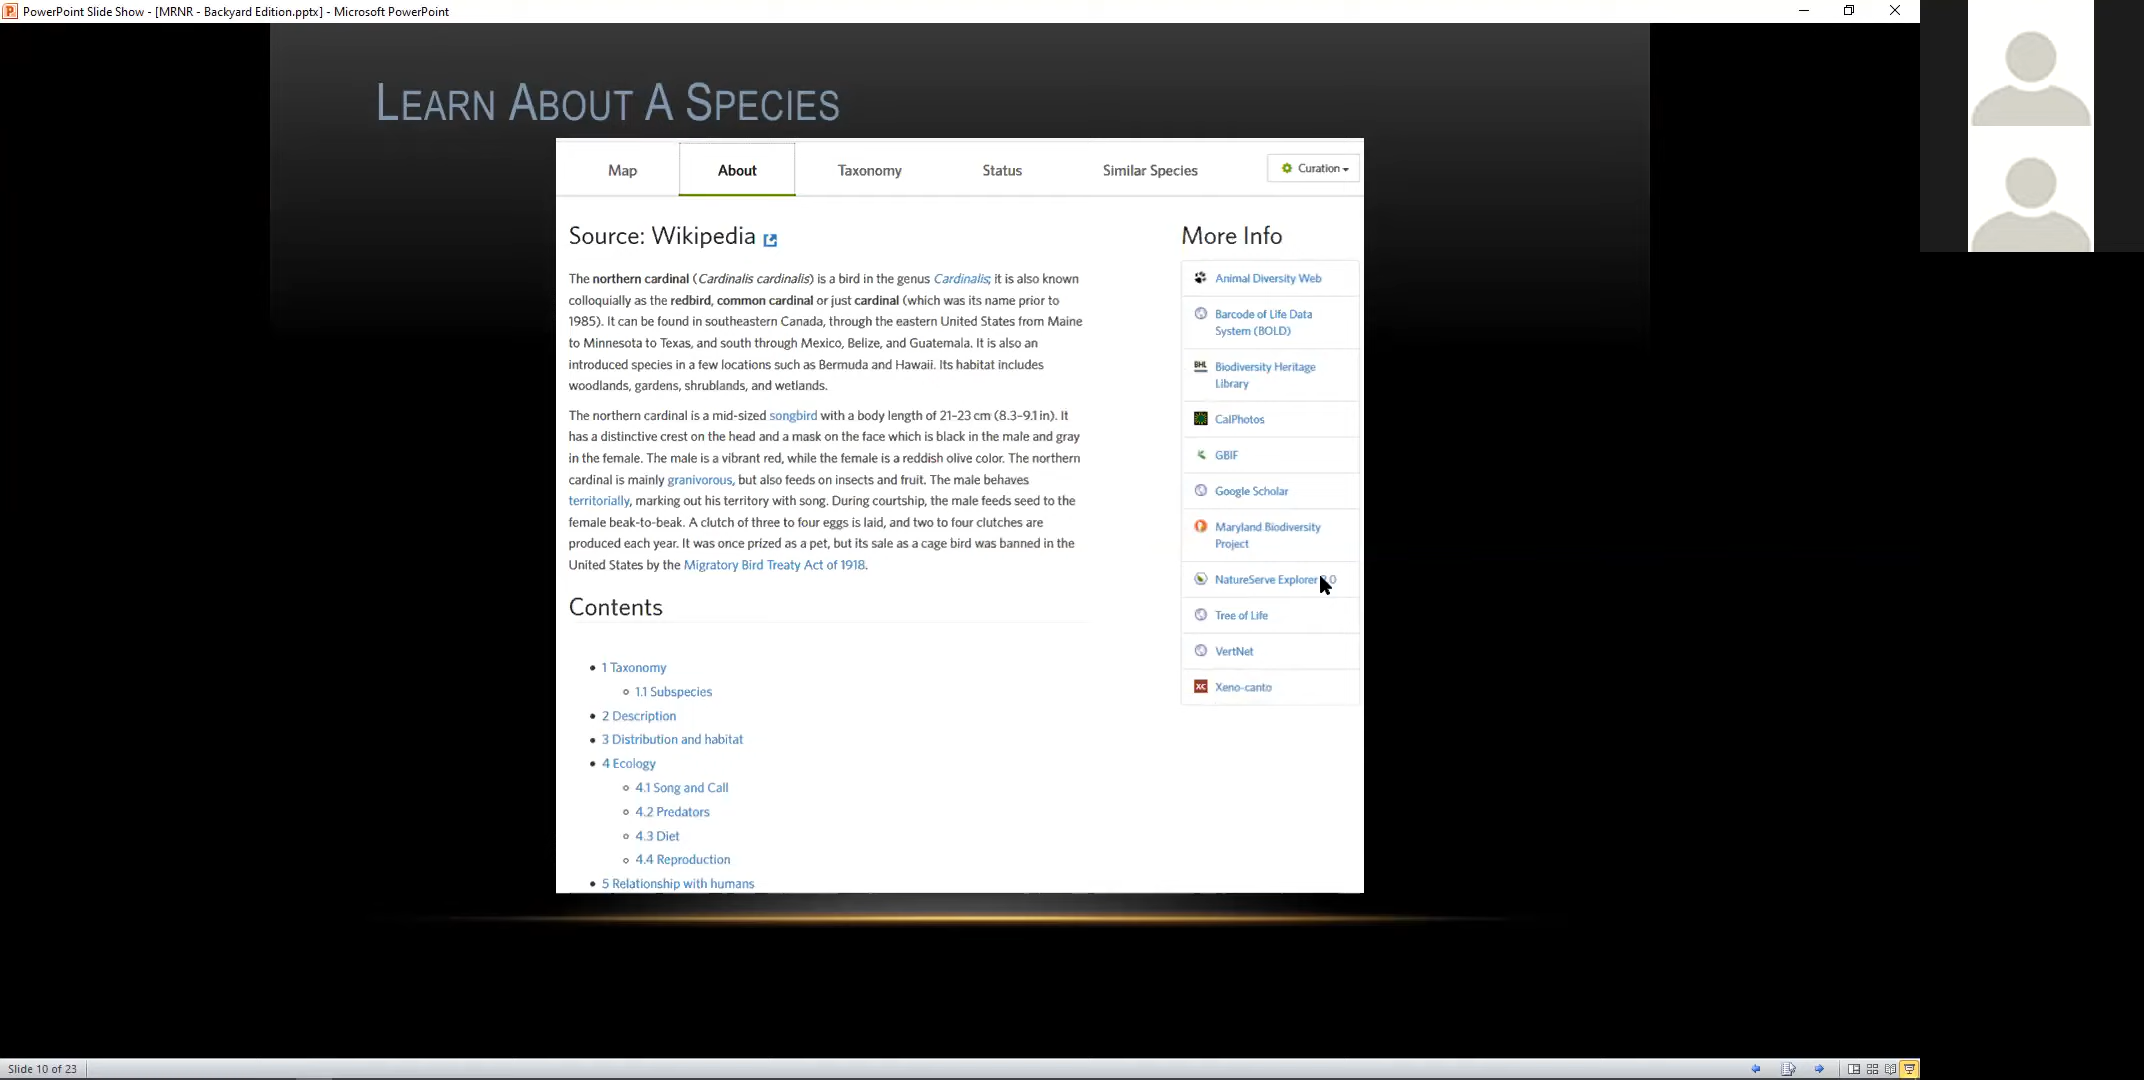 PowerPoint Slide Show - [MRNR - Backyard Edition.pptx] - Microsoft PowerPoint
LEARN ABOUT A SPECIES
Map About Taxonomy Status Similar Species Curation
Source: Wikipedia
The northern cardinal (Cardinalis cardinalis) is a bird in the genus Cardinalis; it is also known
colloquially as the redbird, common cardinal or just cardinal (which was its name prior to
1985). It can be found in southeastern Canada, through the eastern United States from Maine
to Minnesota to Texas, and south through Mexico, Belize, and Guatemala. It is also an
introduced species in a few locations such as Bermuda and Hawaii. Its habitat includes
woodlands, gardens, shrublands, and wetlands.
The northern cardinal is a mid-sized songbird with a body length of 21-23 cm (8.3-9.1 in). It
has a distinctive crest on the head and a mask on the face which is black in the male and gray
in the female. The male is a vibrant red, while the female is a reddish olive color. The northern
cardinal is mainly granivorous, but also feeds on insects and fruit. The male behaves
territorially, marking out his territory with song. During courtship, the male feeds seed to the
female beak-to-beak. A clutch of three to four eggs is laid, and two to four clutches are
produced each year. It was once prized as a pet, but its sale as a cage bird was banned in the
United States by the Migratory Bird Treaty Act of 1918.
Contents
1 Taxonomy
1.1 Subspecies
2 Description
3 Distribution and habitat
4 Ecology
4.1 Song and Call
4.2 Predators
4.3 Diet
4.4 Reproduction
5 Relationship with humans
More Info
Animal Diversity Web
Barcode of Life Data
System (BOLD)
BHL Biodiversity Heritage
Library
CalPhotos
GBIF
Google Scholar
Maryland Biodiversity
Project
NatureServe Explorer
Tree of Life
VertNet
XC Xeno-canto
Slide 10 of 23